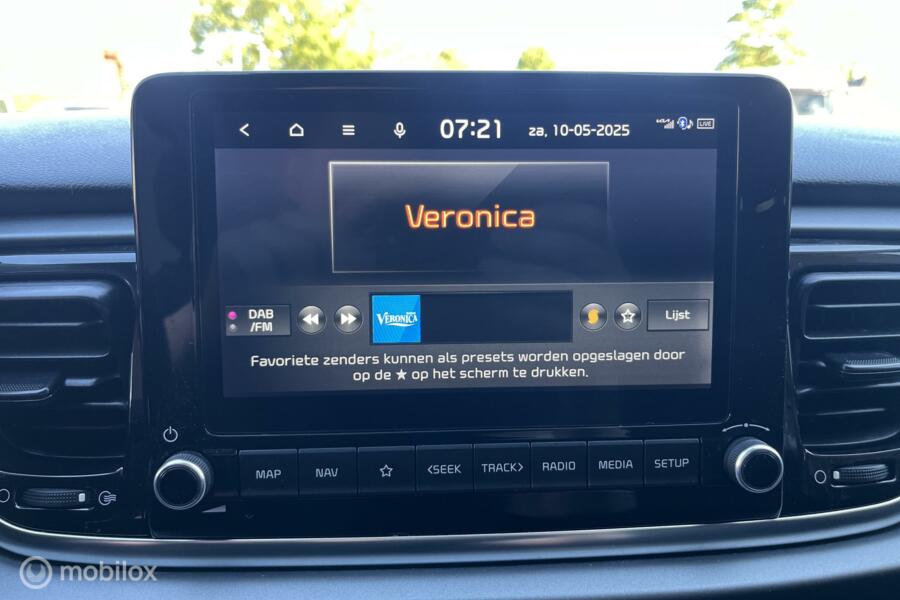 07:21
za, 10-05-2025
KIA
LIVE
Veronica
DAB
/FM
VERONICA
Lijst
Favoriete zenders kunnen als presets worden opgeslagen door
op de ★ op het scherm te drukken.
MAP
NAV
<SEEK
TRACK>
RADIO
MEDIA
SETUP
mobilox